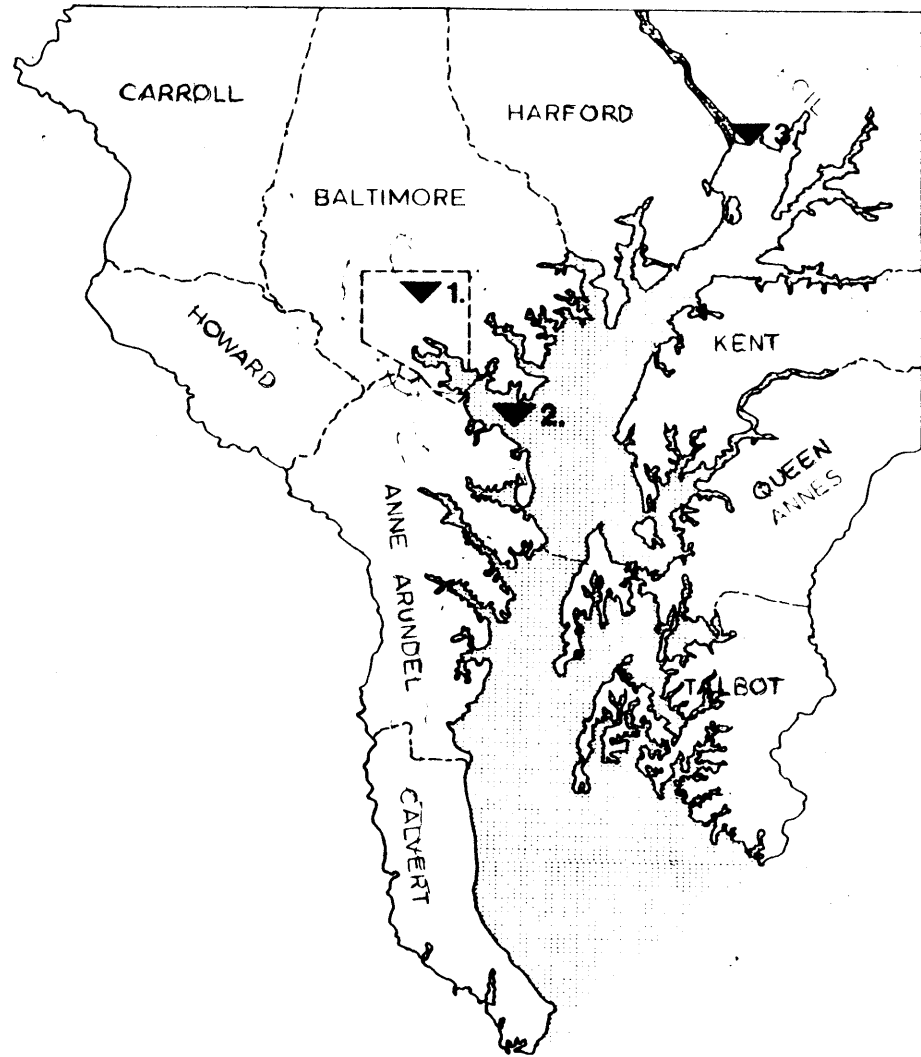 CARROLL
HARFORD
3
BALTIMORE
1.
HOWARD
KENT
2..
QUEEN
ANNES
ANNE ARUNDEL
TALBOT
CALVERT